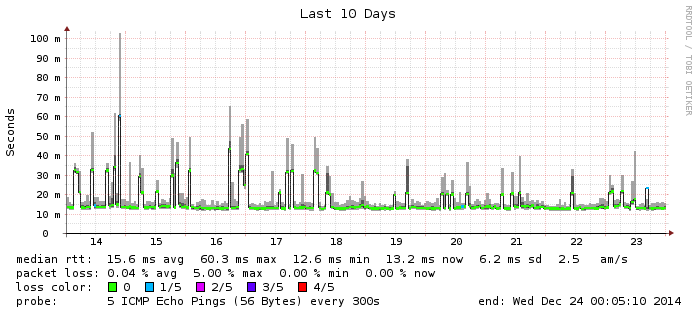 Last 10 Days
RRDTOOL / TOBI OETIKER
Seconds
100 m
90 m
80 m
70 m
60 m
50 m
40 m
30 m
20 m
10 m
0
14 15 16 17 18 19 20 21 22 23
median rtt: 15.6 ms avg 60.3 ms max 12.6 ms min 13.2 ms now 6.2 ms sd 2.5 am/s
packet loss: 0.04 % avg 5.00 % max 0.00 % min 0.00 % now
loss color: 0 1/5 2/5 3/5 4/5
probe: 5 ICMP Echo Pings (56 Bytes) every 300s end: Wed Dec 24 00:05:10 2014